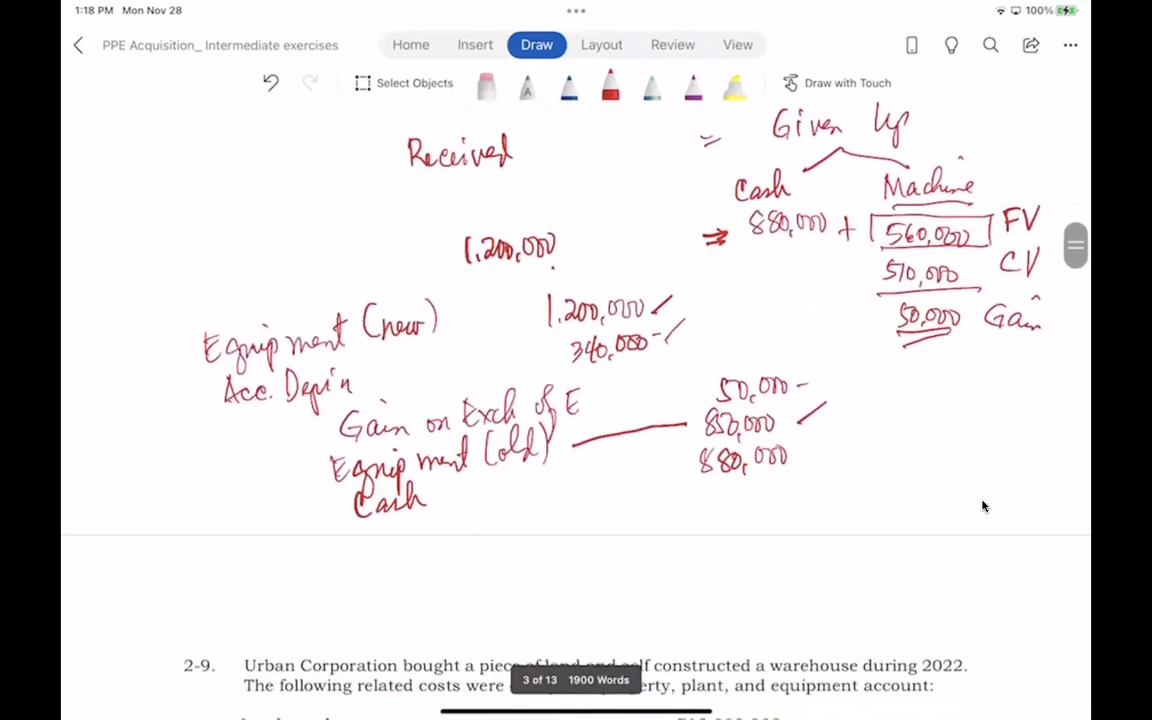 1:18 PM Mon Nov 28
100%
PPE Acquisition_ Intermediate exercises
Home Insert Draw Layout Review View
Select Objects
A
Draw with Touch
Received = Given Up
Cash Machine
1,200,000 ⇒ 880,000 + 560,000 FV
510,000 CV
50,000 Gain
Equipment (new) 1,200,000 ✓
Acc. Dep'n 340,000 - ✓
Gain on Exch of E 50,000 -
Equipment (old) 850,000 ✓
Cash 880,000
2-9. Urban Corporation bought a piece of land and self constructed a warehouse during 2022.
The following related costs were erty, plant, and equipment account:
3 of 13 1900 Words